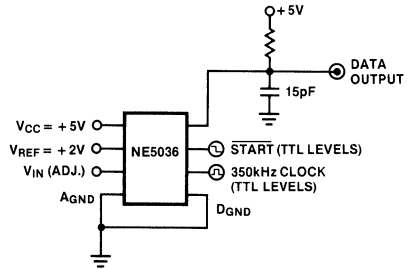 +5V
DATA
OUTPUT
15pF
VCC = +5V
VREF = +2V
VIN (ADJ.)
NE5036
START (TTL LEVELS)
350kHz CLOCK
(TTL LEVELS)
AGND
DGND